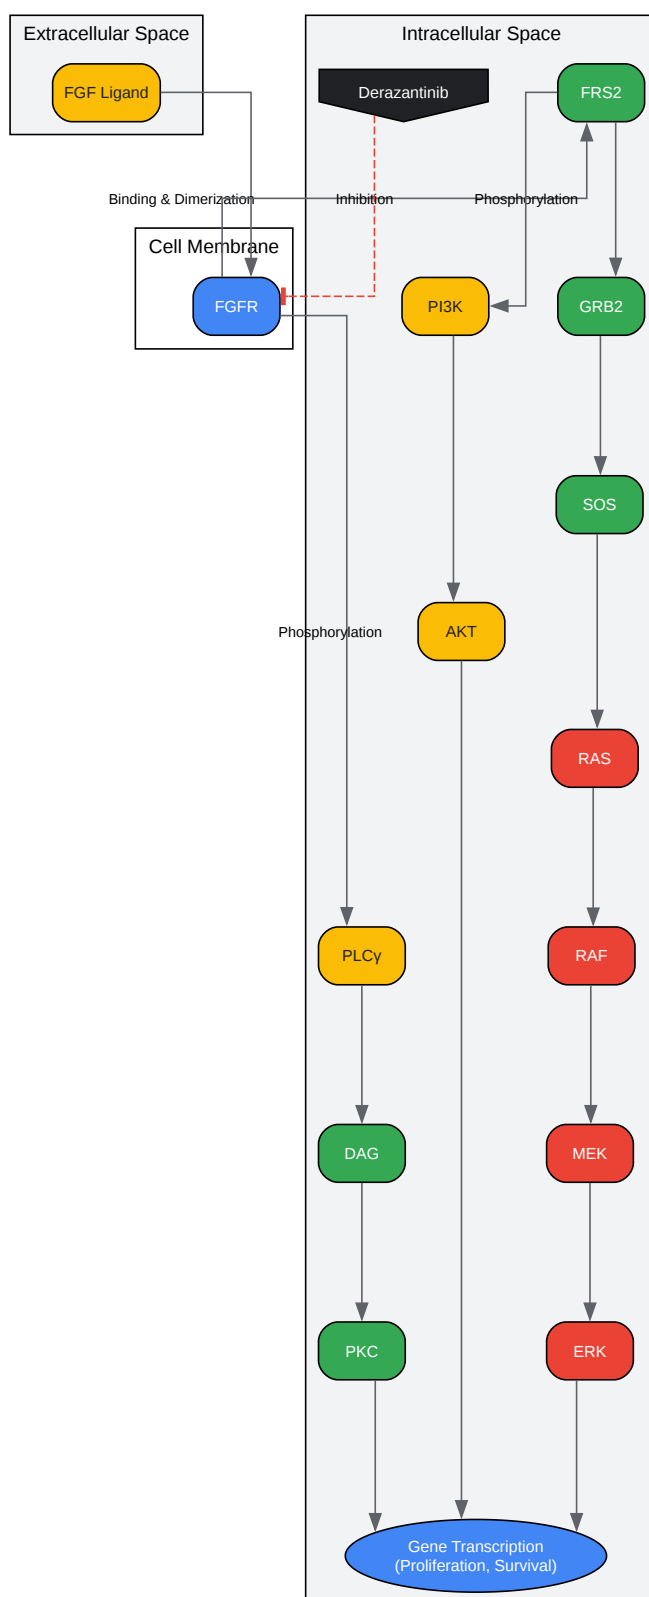 Extracellular Space
Intracellular Space
FGF Ligand
Derazantinib
FRS2
Binding & Dimerization
Inhibition
Phosphorylation
Cell Membrane
FGFR
PI3K
GRB2
SOS
AKT
Phosphorylation
RAS
PLCγ
RAF
DAG
MEK
PKC
ERK
Gene Transcription
(Proliferation, Survival)